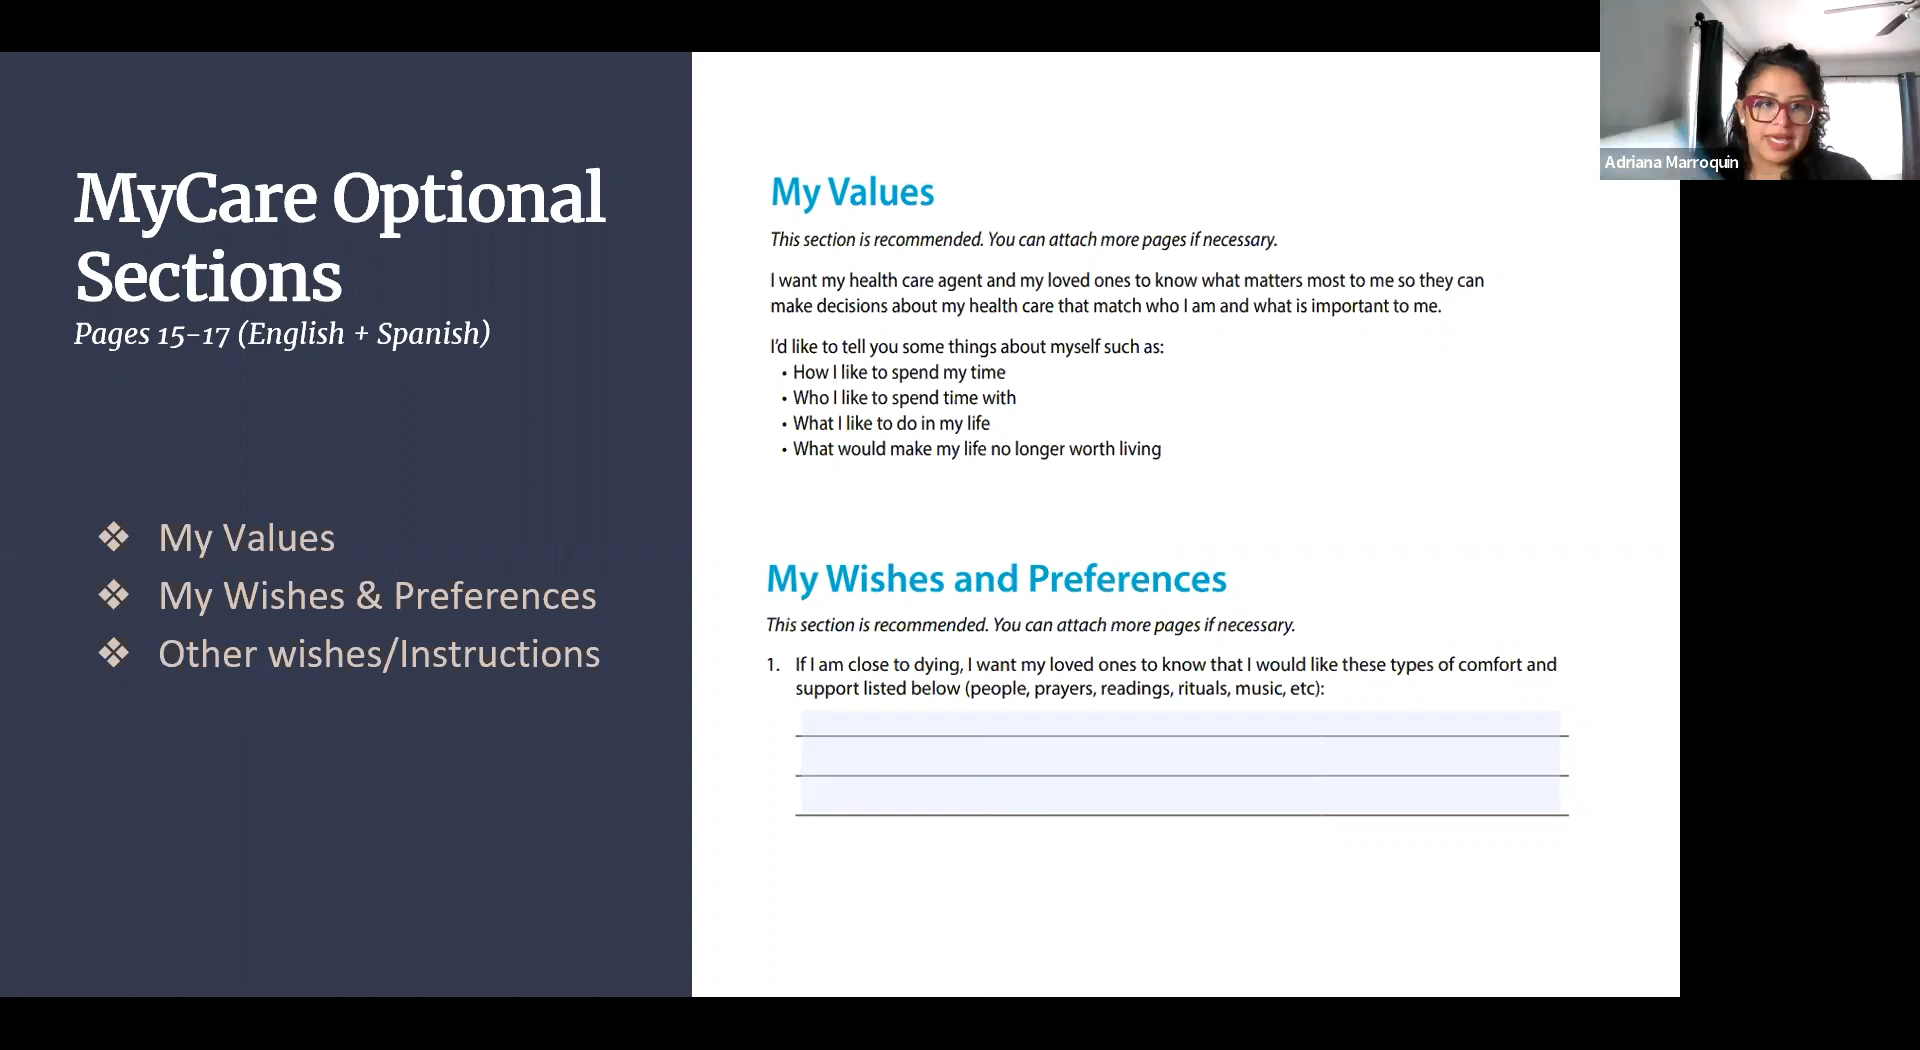 MyCare Optional
Sections
Pages 15-17 (English + Spanish)
❖ My Values
❖ My Wishes & Preferences
❖ Other wishes/Instructions
My Values
This section is recommended. You can attach more pages if necessary.
I want my health care agent and my loved ones to know what matters most to me so they can
make decisions about my health care that match who I am and what is important to me.
I'd like to tell you some things about myself such as:
• How I like to spend my time
• Who I like to spend time with
• What I like to do in my life
• What would make my life no longer worth living
My Wishes and Preferences
This section is recommended. You can attach more pages if necessary.
1. If I am close to dying, I want my loved ones to know that I would like these types of comfort and
support listed below (people, prayers, readings, rituals, music, etc):
Adriana Marroquin